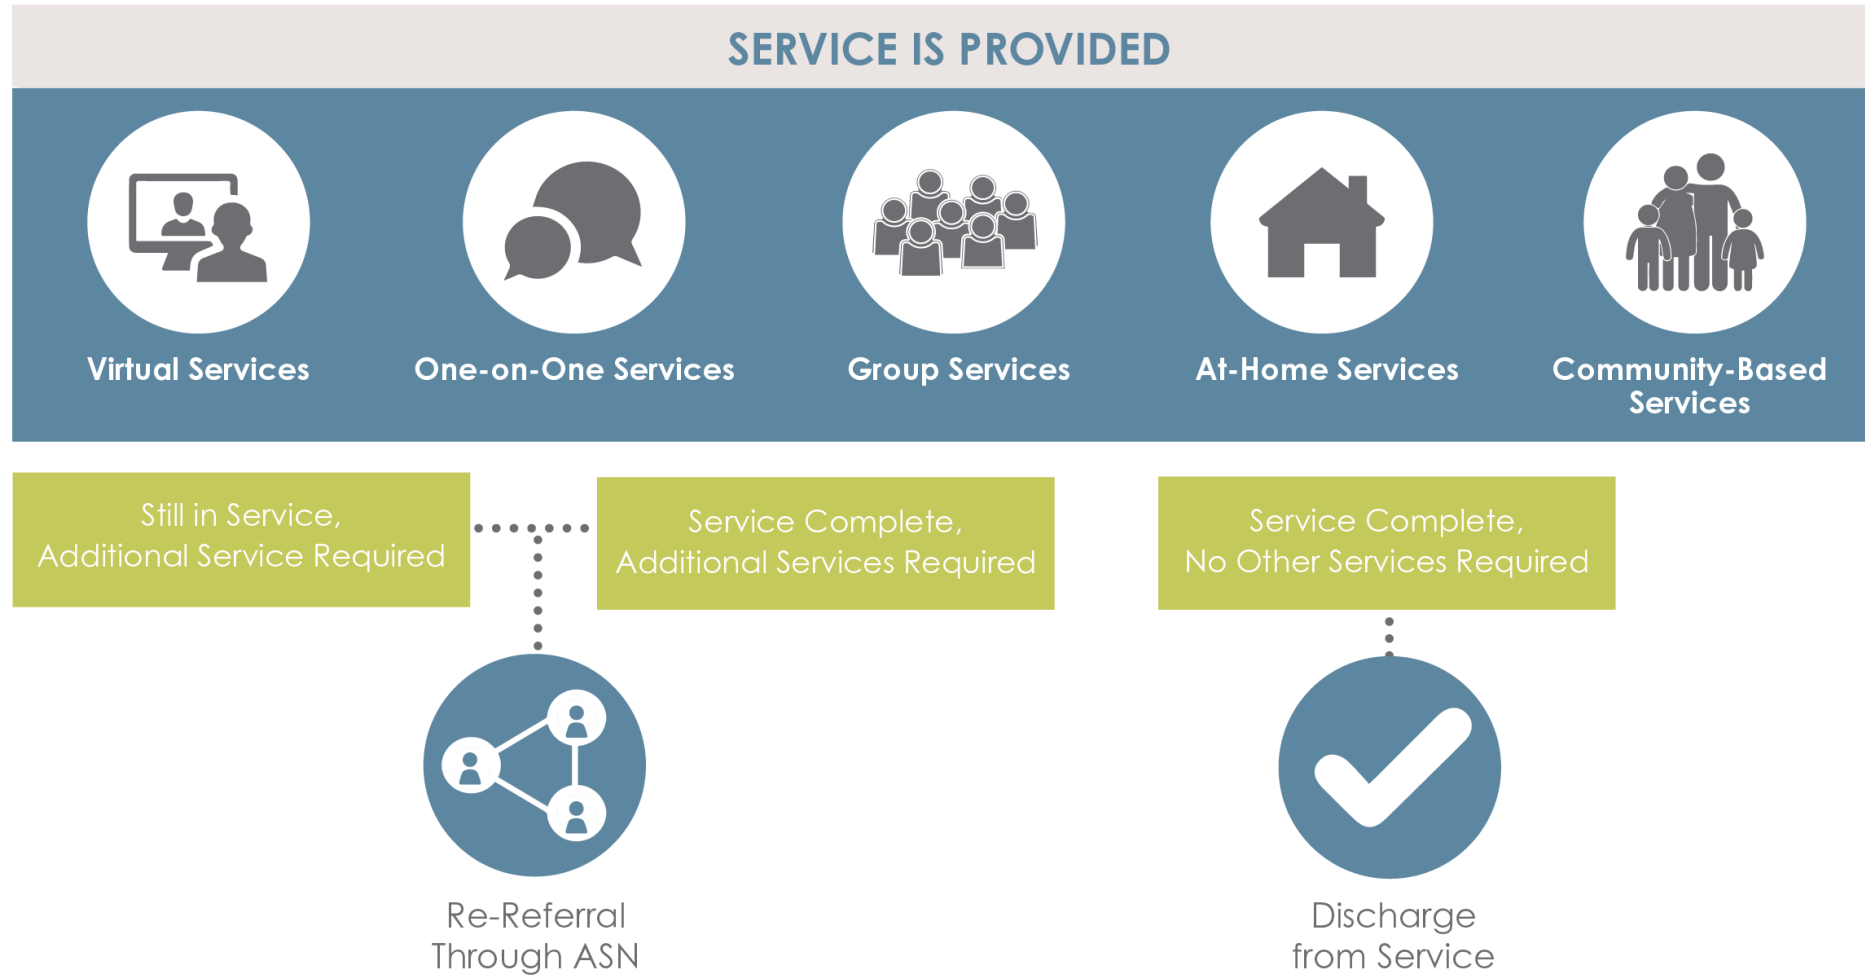 SERVICE IS PROVIDED
Virtual Services
One-on-One Services
Group Services
At-Home Services
Community-Based
Services
Still in Service,
Additional Service Required
Service Complete,
Additional Services Required
Service Complete,
No Other Services Required
Re-Referral
Through ASN
Discharge
from Service